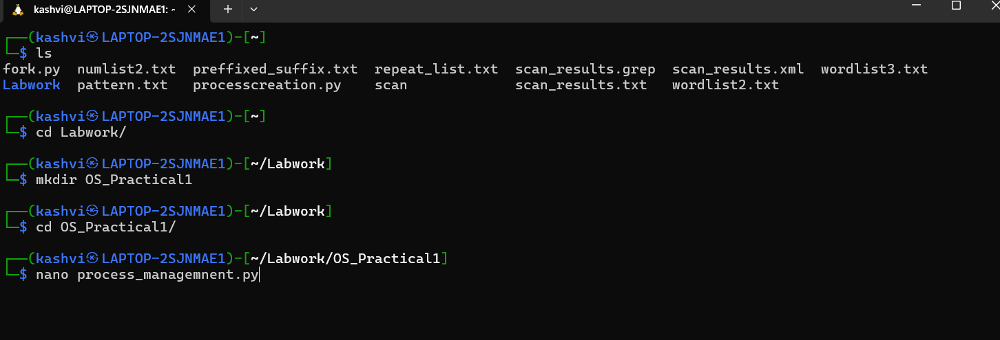 kashvi@LAPTOP-2SJNMAE1: ~
┌──(kashvi㉿LAPTOP-2SJNMAE1)-[~]
└─$ ls
fork.py numlist2.txt preffixed_suffix.txt repeat_list.txt scan_results.grep scan_results.xml wordlist3.txt
Labwork pattern.txt processcreation.py scan scan_results.txt wordlist2.txt
┌──(kashvi㉿LAPTOP-2SJNMAE1)-[~]
└─$ cd Labwork/
┌──(kashvi㉿LAPTOP-2SJNMAE1)-[~/Labwork]
└─$ mkdir OS_Practical1
┌──(kashvi㉿LAPTOP-2SJNMAE1)-[~/Labwork]
└─$ cd OS_Practical1/
┌──(kashvi㉿LAPTOP-2SJNMAE1)-[~/Labwork/OS_Practical1]
└─$ nano process_managemnent.py